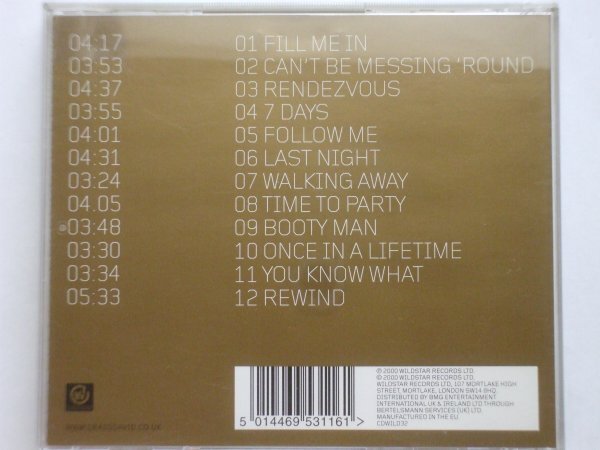 04:17 01 FILL ME IN
03:53 02 CAN'T BE MESSING 'ROUND
04:37 03 RENDEZVOUS
03:55 04 7 DAYS
04:01 05 FOLLOW ME
04:31 06 LAST NIGHT
03:24 07 WALKING AWAY
04.05 08 TIME TO PARTY
03:48 09 BOOTY MAN
03:30 10 ONCE IN A LIFETIME
03:34 11 YOU KNOW WHAT
05:33 12 REWIND
5 014469 531161 >
℗ 2000 WILDSTAR RECORDS LTD.
© 2000 WILDSTAR RECORDS LTD.
WILDSTAR RECORDS LTD, 107 MORTLAKE HIGH
STREET, MORTLAKE, LONDON SW14 8HQ.
DISTRIBUTED BY BMG ENTERTAINMENT
INTERNATIONAL UK & IRELAND LTD THROUGH
BERTELSMANN SERVICES (UK) LTD.
MANUFACTURED IN THE EU
CDWILD32
WWW.CRAIGDAVID.CO.UK